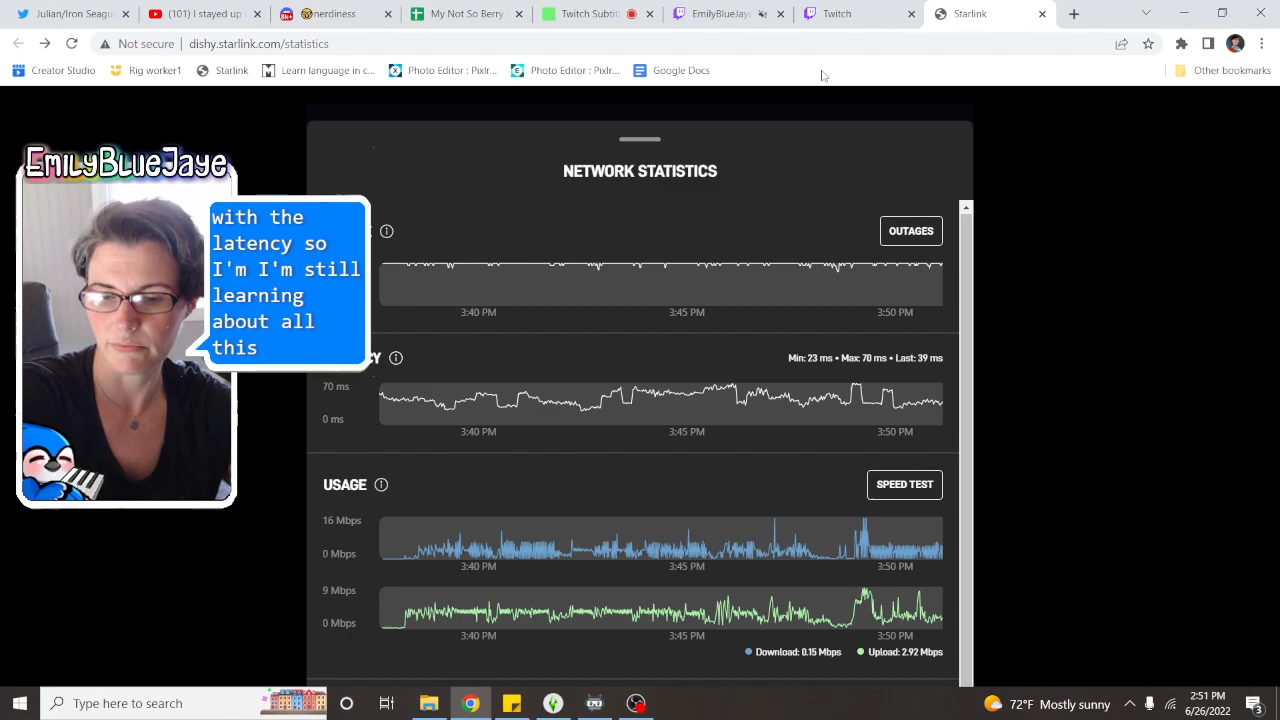 Julian/Iron Seagul
(101) I Jayed up
8K+
nerdiness
My Not So Berry
Twitch Subtit
EmilyBlueJaye
Twitch
Starlink
Not secure
dishy.starlink.com/statistics
Creator Studio
Rig worker1
Starlink
Learn language in c...
Photo Editor : Pixlr...
Photo Editor : Pixlr...
Google Docs
Other bookmarks
EmilyBlueJaye
with the
latency so
I'm I'm still
learning
about all
this
NETWORK STATISTICS
OUTAGES
3:40 PM
3:45 PM
3:50 PM
Min: 23 ms • Max: 70 ms • Last: 39 ms
70 ms
0 ms
3:40 PM
3:45 PM
3:50 PM
USAGE
SPEED TEST
16 Mbps
0 Mbps
3:40 PM
3:45 PM
3:50 PM
9 Mbps
0 Mbps
3:40 PM
3:45 PM
3:50 PM
Download: 0.15 Mbps
Upload: 2.92 Mbps
Type here to search
72°F Mostly sunny
2:51 PM
6/26/2022
3